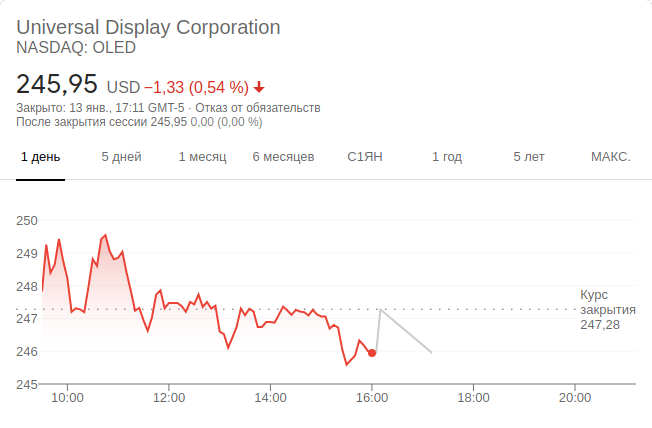 Universal Display Corporation
NASDAQ: OLED
245,95 USD −1,33 (0,54 %)
Закрыто: 13 янв., 17:11 GMT-5 · Отказ от обязательств
После закрытия сессии 245,95 0,00 (0,00 %)
1 день 5 дней 1 месяц 6 месяцев С1ЯН 1 год 5 лет МАКС.
250
249
248
247
246
245
Курс
закрытия
247,28
10:00 12:00 14:00 16:00 18:00 20:00